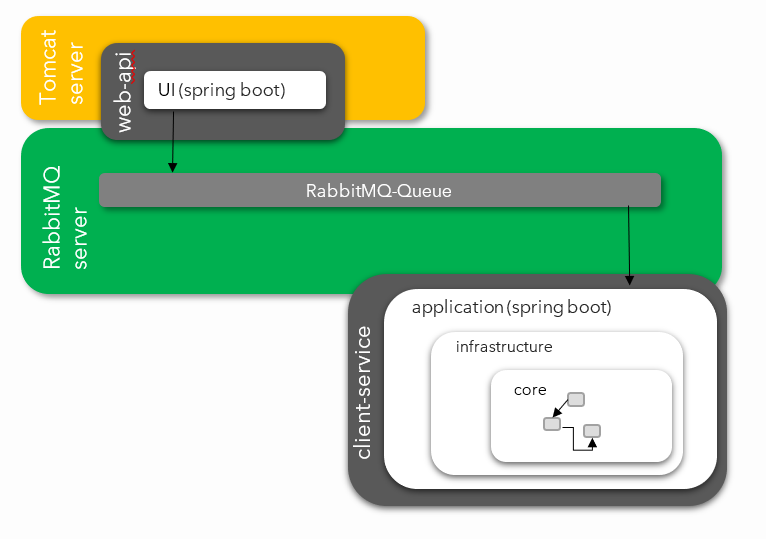 Tomcat
server
web-api
UI (spring boot)
RabbitMQ
server
RabbitMQ-Queue
client-service
application (spring boot)
infrastructure
core